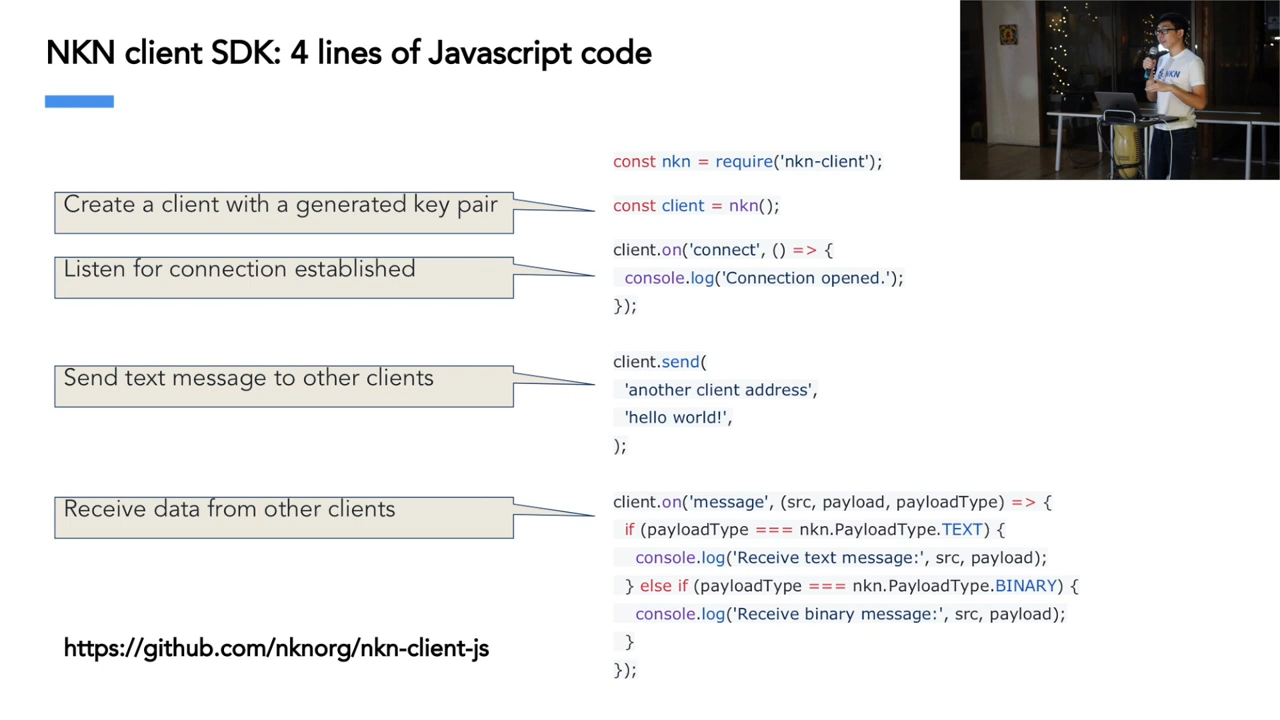 NKN client SDK: 4 lines of Javascript code
NKN
const nkn = require('nkn-client');
Create a client with a generated key pair
const client = nkn();
Listen for connection established
client.on('connect', () => {
console.log('Connection opened.');
});
Send text message to other clients
client.send(
'another client address',
'hello world!',
);
Receive data from other clients
client.on('message', (src, payload, payloadType) => {
if (payloadType === nkn.PayloadType.TEXT) {
console.log('Receive text message:', src, payload);
} else if (payloadType === nkn.PayloadType.BINARY) {
console.log('Receive binary message:', src, payload);
}
});
https://github.com/nknorg/nkn-client-js